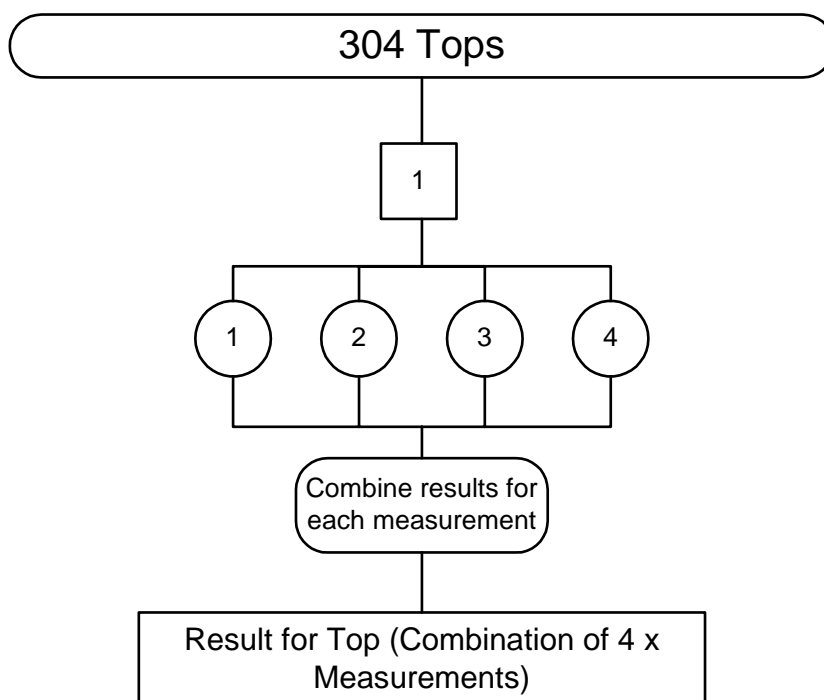 304 Tops
1
1 2 3 4
Combine results for
each measurement
Result for Top (Combination of 4 x
Measurements)